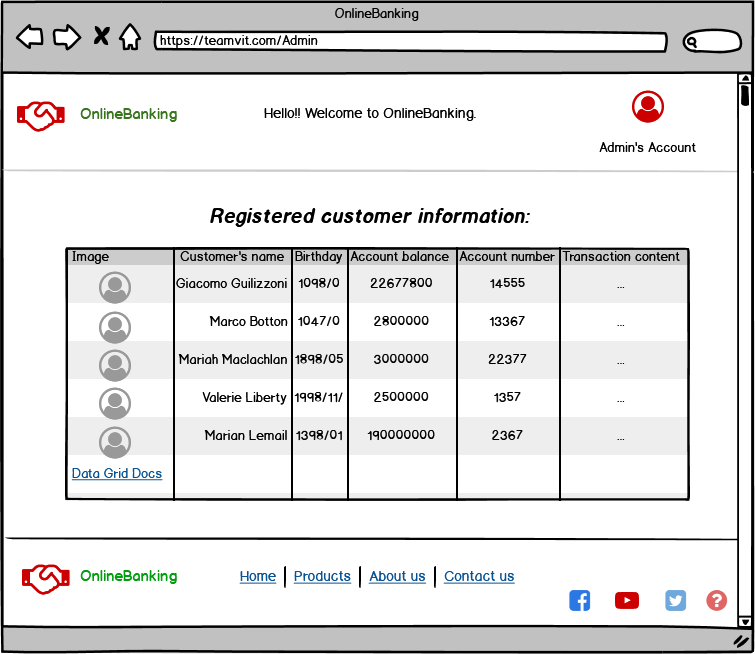 OnlineBanking
https://teamvit.com/Admin
OnlineBanking
Hello!! Welcome to OnlineBanking.
Admin's Account
Registered customer information:
Image Customer's name Birthday Account balance Account number Transaction content
Giacomo Guilizzoni 1098/0 22677800 14555 ...
Marco Botton 1047/0 2800000 13367 ...
Mariah Maclachlan 1898/05 3000000 22377 ...
Valerie Liberty 1998/11/ 2500000 1357 ...
Marian Lemail 1398/01 190000000 2367 ...
Data Grid Docs
OnlineBanking Home Products About us Contact us
?